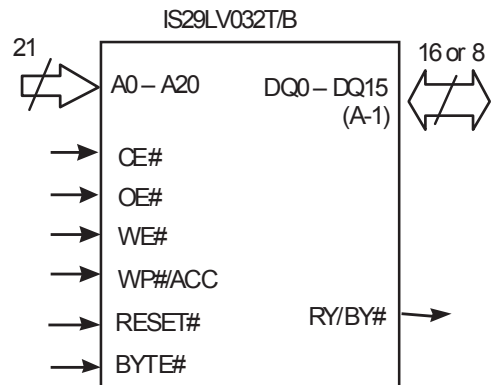 IS29LV032T/B
21
16 or 8
A0 – A20
DQ0 – DQ15
(A-1)
CE#
OE#
WE#
WP#/ACC
RESET#
RY/BY#
BYTE#